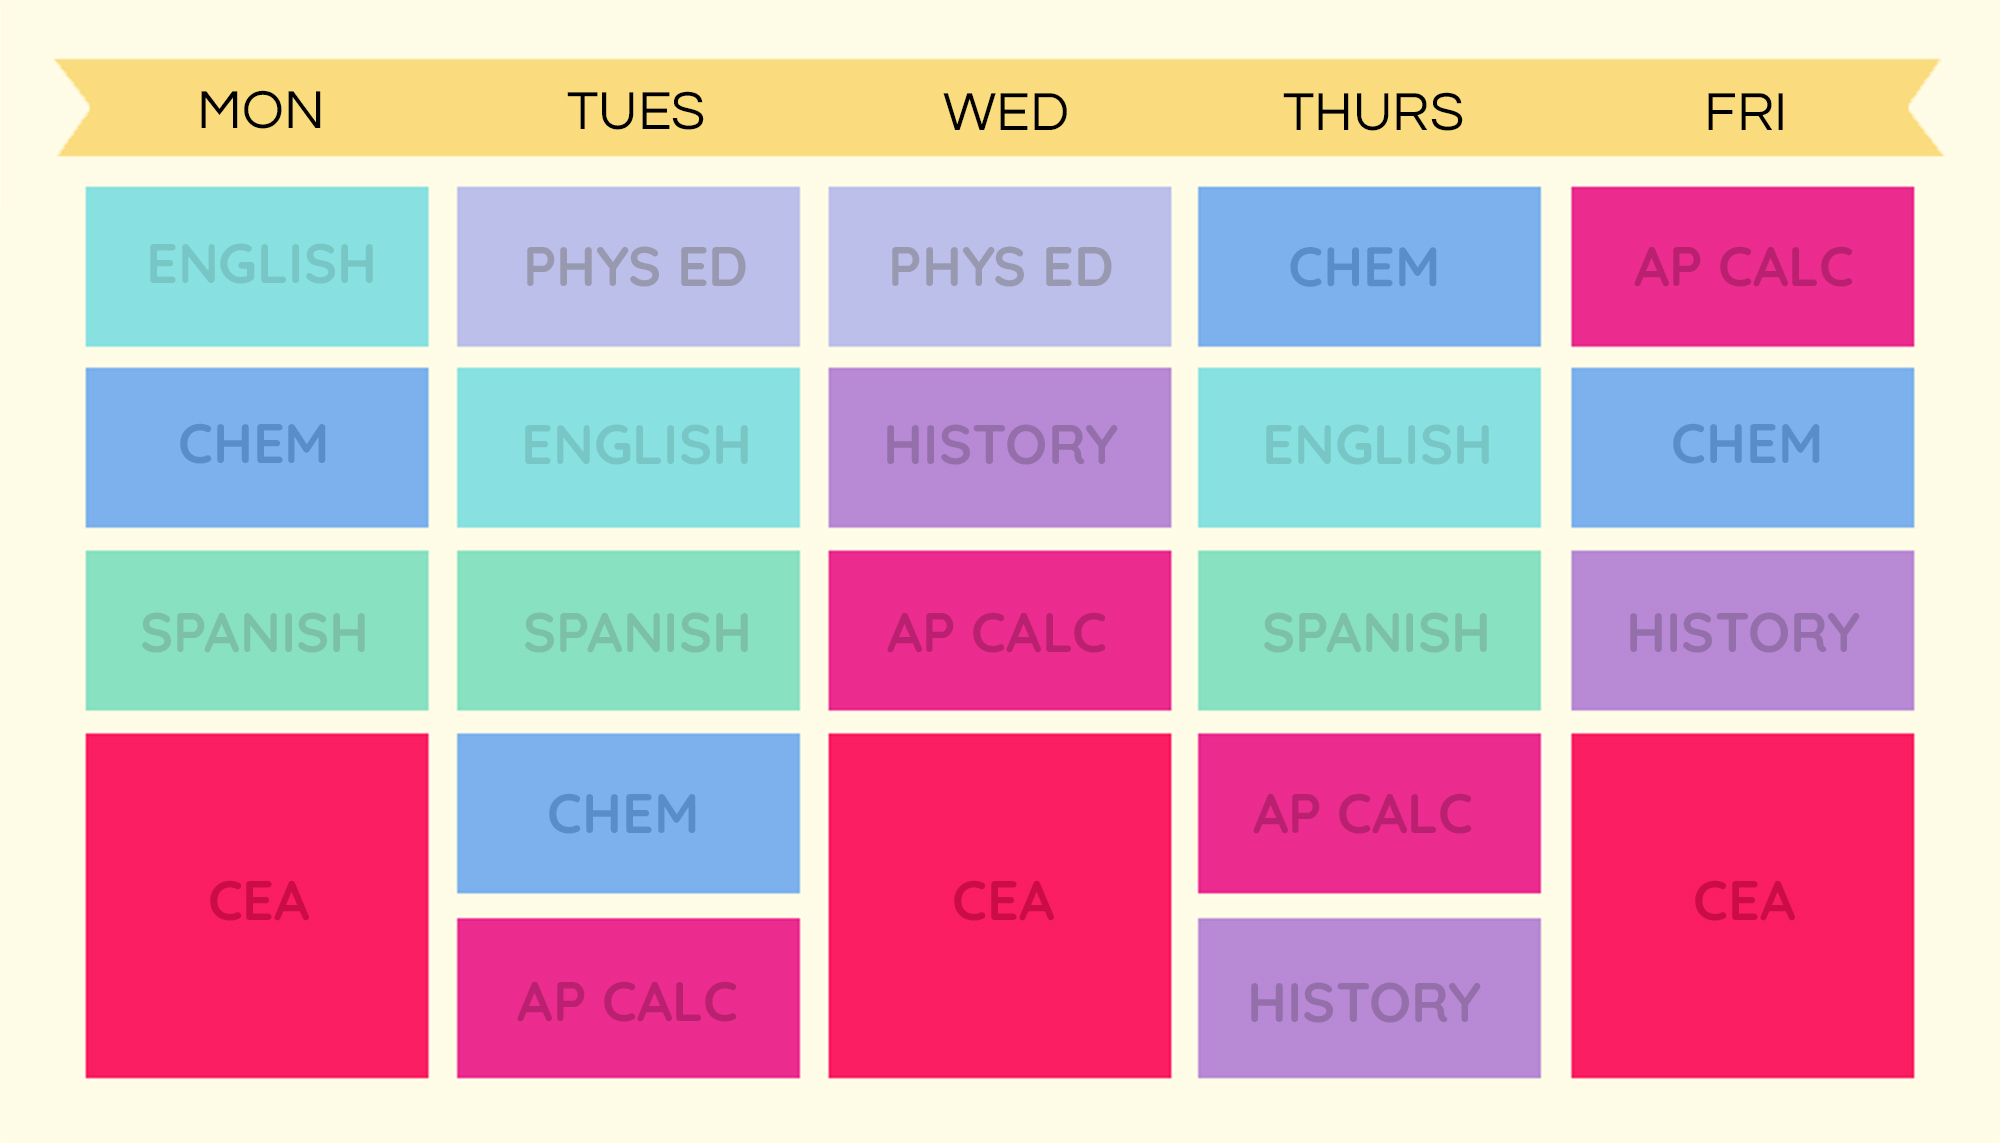 MON TUES WED THURS FRI
ENGLISH PHYS ED PHYS ED CHEM AP CALC
CHEM ENGLISH HISTORY ENGLISH CHEM
SPANISH SPANISH AP CALC SPANISH HISTORY
CEA CHEM CEA AP CALC CEA
AP CALC HISTORY